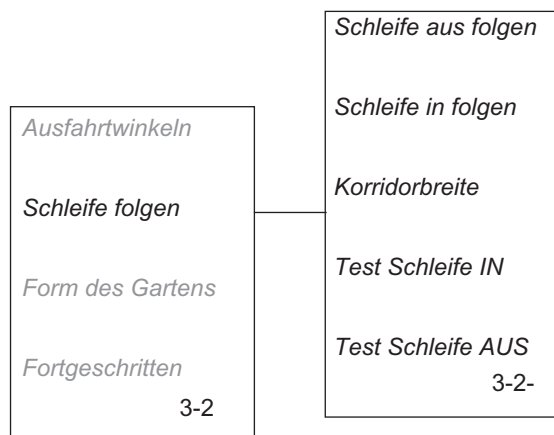 Ausfahrtwinkeln
Schleife folgen
Form des Gartens
Fortgeschritten
3-2
Schleife aus folgen
Schleife in folgen
Korridorbreite
Test Schleife IN
Test Schleife AUS
3-2-